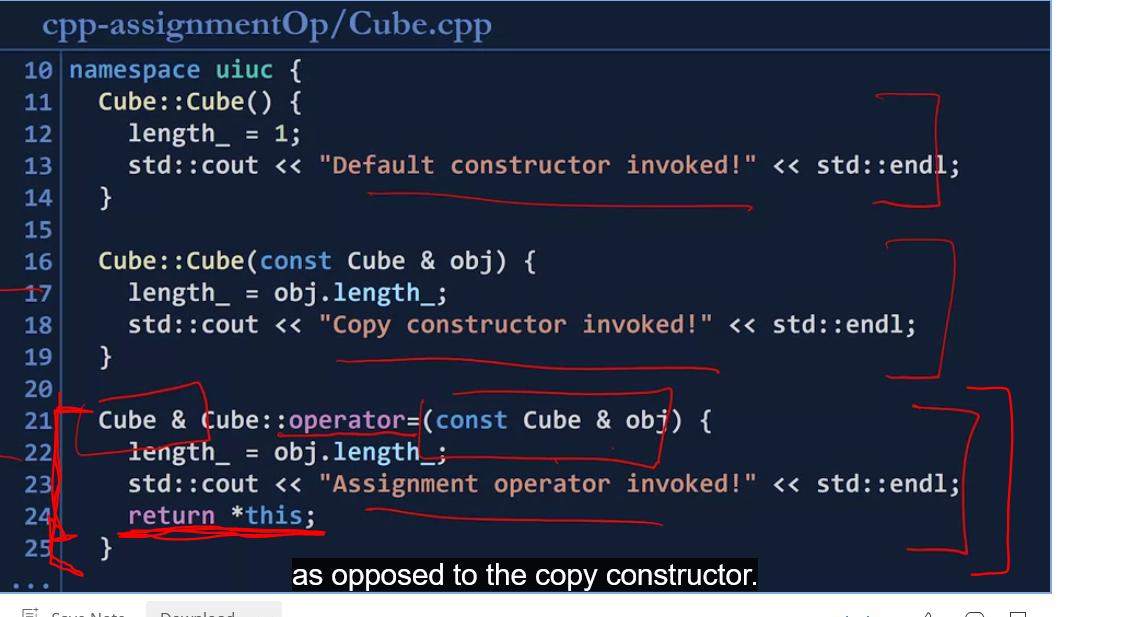 cpp-assignmentOp/Cube.cpp
10 namespace uiuc {
11   Cube::Cube() {
12     length_ = 1;
13     std::cout << "Default constructor invoked!" << std::endl;
14   }
15
16   Cube::Cube(const Cube & obj) {
17     length_ = obj.length_;
18     std::cout << "Copy constructor invoked!" << std::endl;
19   }
20
21   Cube & Cube::operator=(const Cube & obj) {
22     length_ = obj.length_;
23     std::cout << "Assignment operator invoked!" << std::endl;
24     return *this;
25   }
...
as opposed to the copy constructor.
Save Note Download